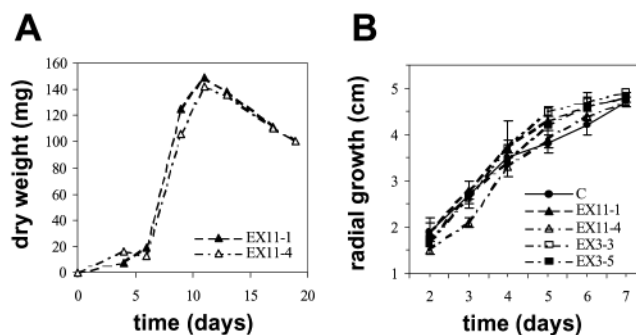 A
dry weight (mg)
160
140
120
100
80
60
40
20
0
EX11-1
EX11-4
0 5 10 15 20
time (days)
B
radial growth (cm)
5
4
3
2
1
C
EX11-1
EX11-4
EX3-3
EX3-5
2 3 4 5 6 7
time (days)